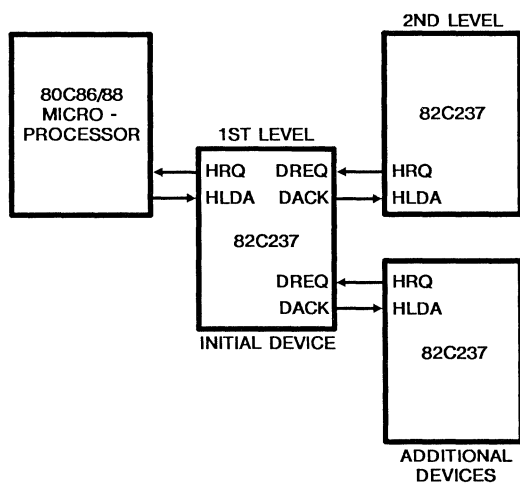 2ND LEVEL
80C86/88
MICRO -
PROCESSOR
82C237
1ST LEVEL
HRQ DREQ
HLDA DACK
82C237
DREQ
DACK
INITIAL DEVICE
HRQ
HLDA
HRQ
HLDA
82C237
ADDITIONAL
DEVICES